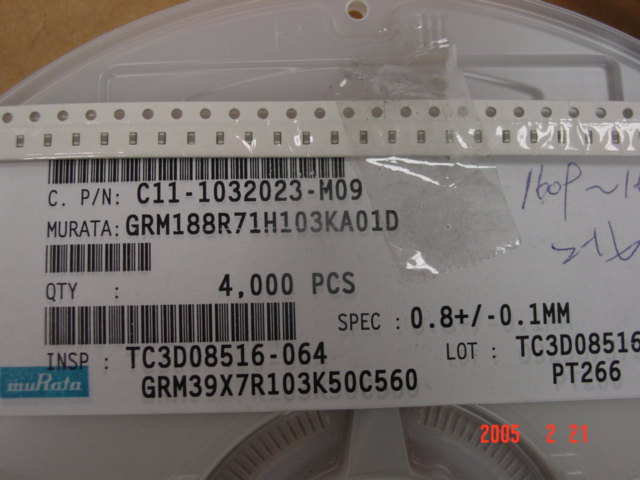 C. P/N: C11-1032023-M09
MURATA: GRM188R71H103KA01D
QTY : 4,000 PCS
SPEC : 0.8+/-0.1MM
INSP : TC3D08516-064
LOT : TC3D08516
muRata
GRM39X7R103K50C560
PT266
2005 2 21